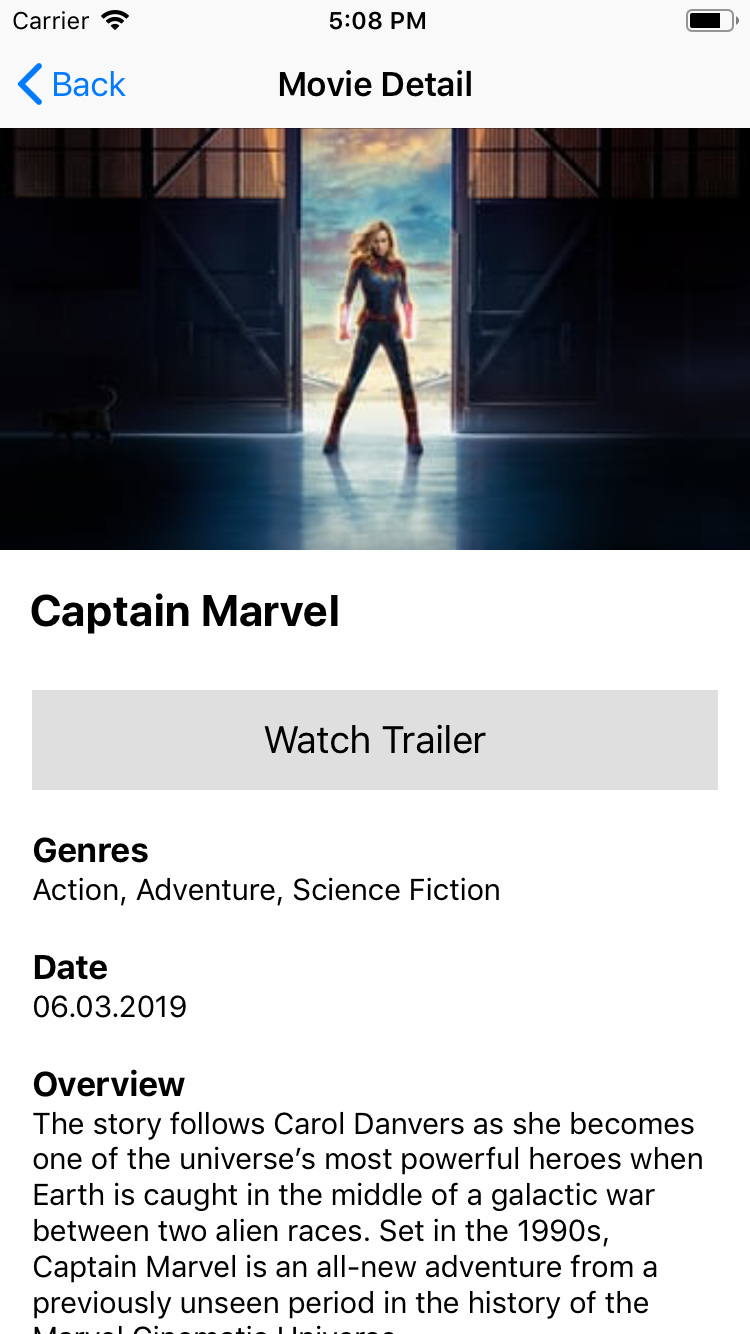 Carrier 5:08 PM
Back Movie Detail
Captain Marvel
Watch Trailer
Genres
Action, Adventure, Science Fiction
Date
06.03.2019
Overview
The story follows Carol Danvers as she becomes
one of the universe’s most powerful heroes when
Earth is caught in the middle of a galactic war
between two alien races. Set in the 1990s,
Captain Marvel is an all-new adventure from a
previously unseen period in the history of the
Marvel Cinematic Universe.